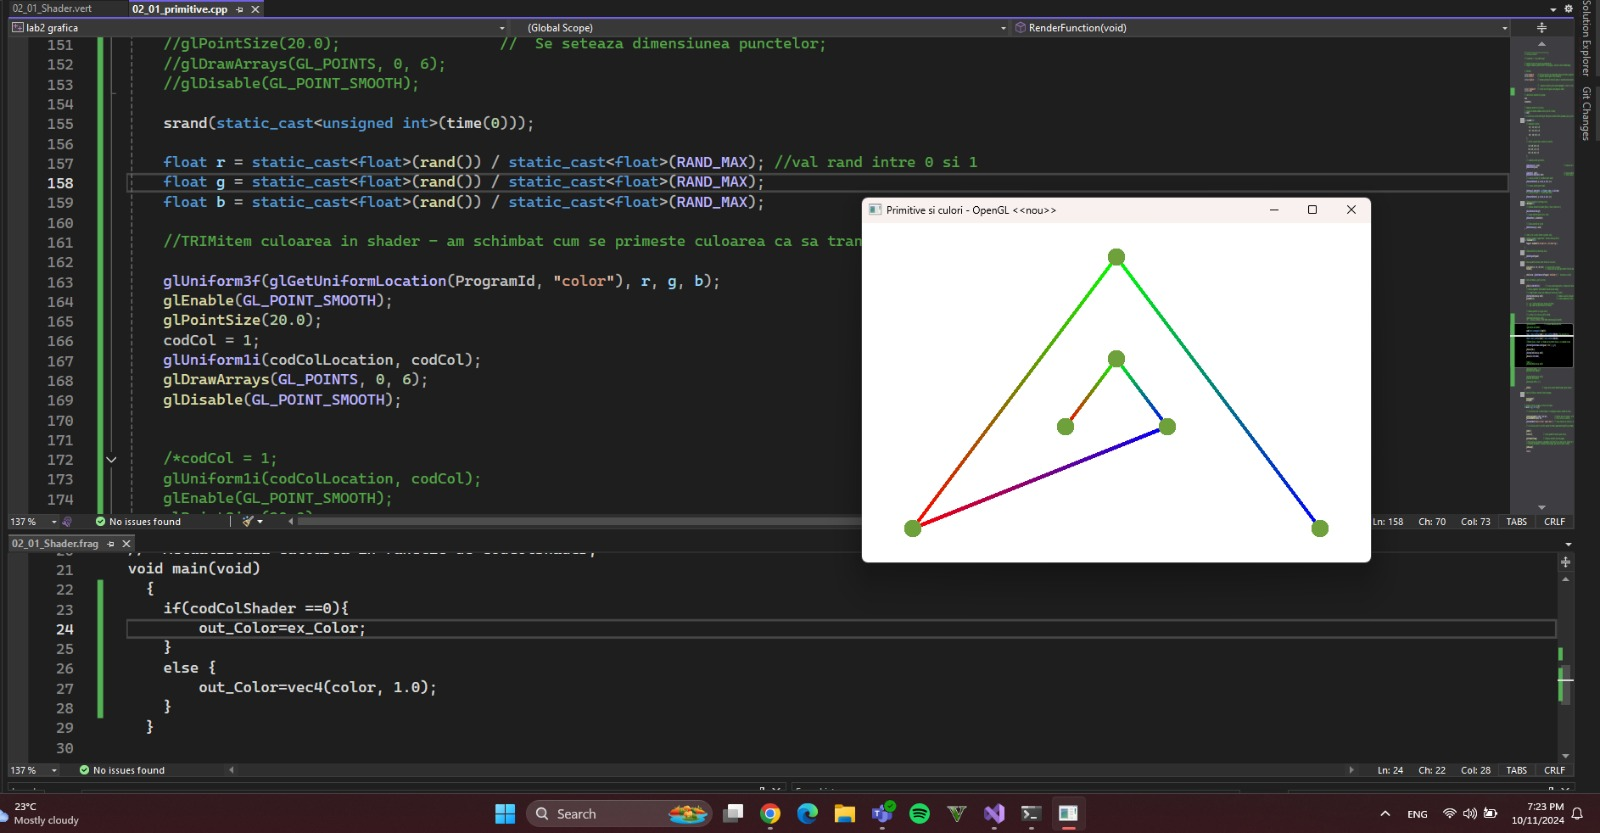 02_01_Shader.vert
02_01_primitive.cpp
lab2 grafica
(Global Scope)
RenderFunction(void)
151 //glPointSize(20.0); // Se seteaza dimensiunea punctelor;
152 //glDrawArrays(GL_POINTS, 0, 6);
153 //glDisable(GL_POINT_SMOOTH);
154
155 srand(static_cast<unsigned int>(time(0)));
156
157 float r = static_cast<float>(rand()) / static_cast<float>(RAND_MAX); //val rand intre 0 si 1
158 float g = static_cast<float>(rand()) / static_cast<float>(RAND_MAX);
159 float b = static_cast<float>(rand()) / static_cast<float>(RAND_MAX);
160
161 //TRIMitem culoarea in shader - am schimbat cum se primeste culoarea ca sa tran
162
163 glUniform3f(glGetUniformLocation(ProgramId, "color"), r, g, b);
164 glEnable(GL_POINT_SMOOTH);
165 glPointSize(20.0);
166 codCol = 1;
167 glUniform1i(codColLocation, codCol);
168 glDrawArrays(GL_POINTS, 0, 6);
169 glDisable(GL_POINT_SMOOTH);
170
171
172 /*codCol = 1;
173 glUniform1i(codColLocation, codCol);
174 glEnable(GL_POINT_SMOOTH);
Primitive si culori - OpenGL <<nou>>
Solution Explorer
Git Changes
137 % No issues found
Ln: 158 Ch: 70 Col: 73 TABS CRLF
02_01_Shader.frag
21 void main(void)
22 {
23 if(codColShader ==0){
24 out_Color=ex_Color;
25 }
26 else {
27 out_Color=vec4(color, 1.0);
28 }
29 }
30
137 % No issues found
Ln: 24 Ch: 22 Col: 28 TABS CRLF
23°C
Mostly cloudy
Search
ENG
7:23 PM
10/11/2024